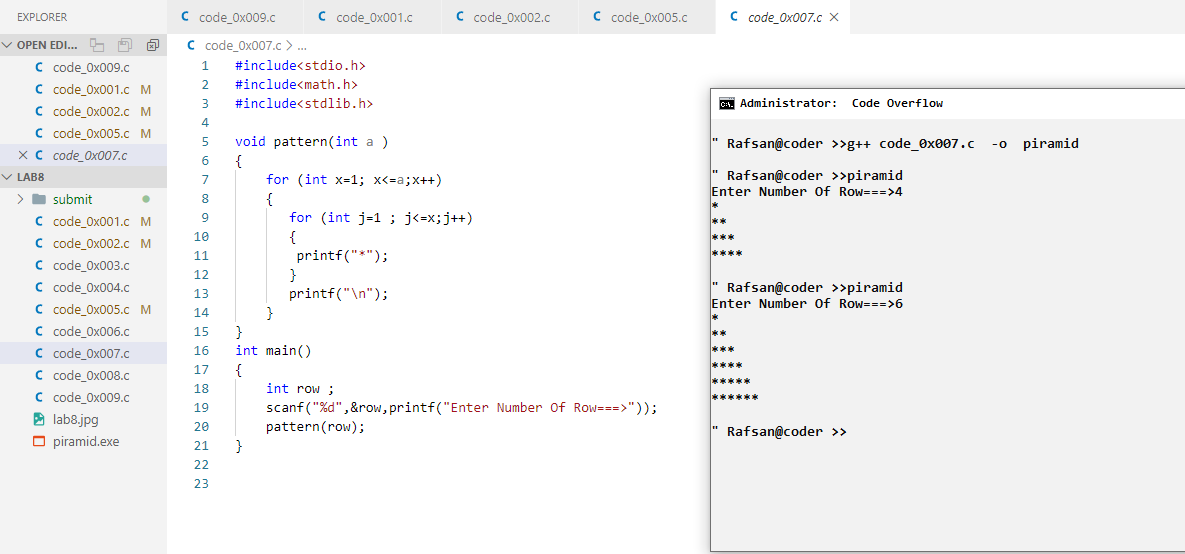 EXPLORER
OPEN EDI...
code_0x009.c
code_0x001.c M
code_0x002.c M
code_0x005.c M
code_0x007.c
LAB8
submit
code_0x001.c M
code_0x002.c M
code_0x003.c
code_0x004.c
code_0x005.c M
code_0x006.c
code_0x007.c
code_0x008.c
code_0x009.c
lab8.jpg
piramid.exe
code_0x009.c code_0x001.c code_0x002.c code_0x005.c code_0x007.c
code_0x007.c > ...
1 #include<stdio.h>
2 #include<math.h>
3 #include<stdlib.h>
4
5 void pattern(int a )
6 {
7     for (int x=1; x<=a;x++)
8     {
9        for (int j=1 ; j<=x;j++)
10        {
11         printf("*");
12        }
13        printf("\n");
14     }
15 }
16 int main()
17 {
18     int row ;
19     scanf("%d",&row,printf("Enter Number Of Row===>"));
20     pattern(row);
21 }
22
23
C:\. Administrator:  Code Overflow
" Rafsan@coder >>g++ code_0x007.c  -o  piramid
" Rafsan@coder >>piramid
Enter Number Of Row===>4
*
**
***
****
" Rafsan@coder >>piramid
Enter Number Of Row===>6
*
**
***
****
*****
******
" Rafsan@coder >>